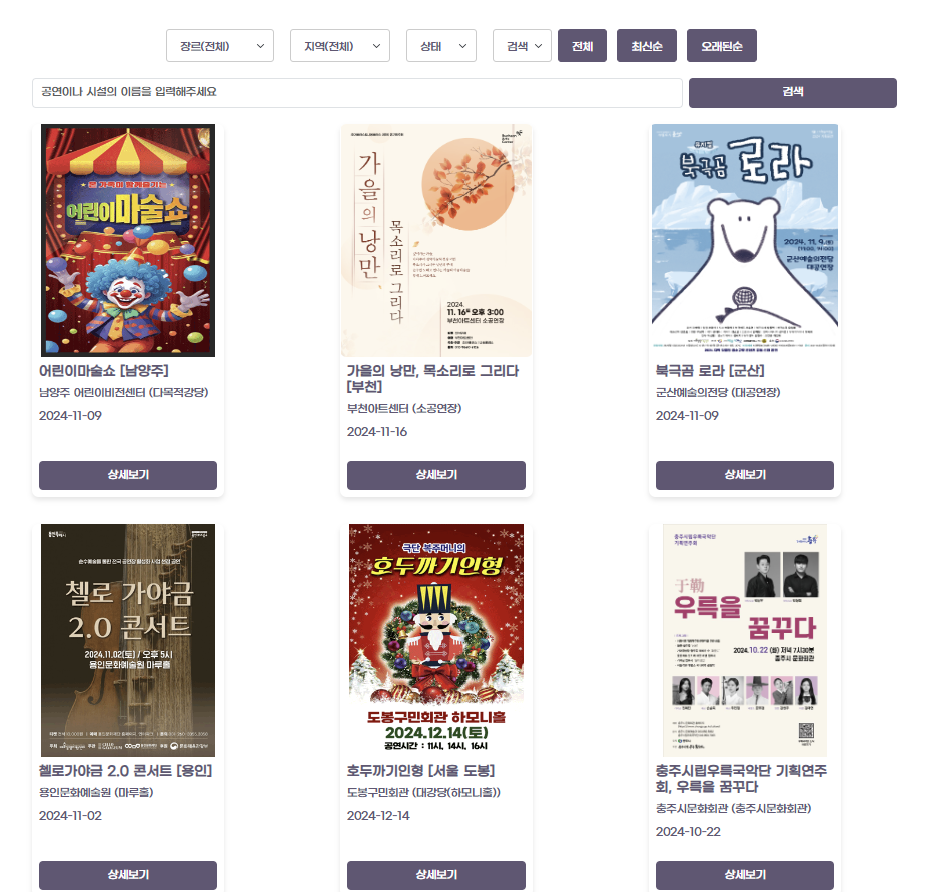 장르(전체)
지역(전체)
상태
검색
전체
최신순
오래된순
공연이나 시설의 이름을 입력해주세요
검색
온 가족이 함께즐기는
어린이마술쇼
어린이마술쇼 [남양주]
남양주 어린이비전센터 (다목적강당)
2024-11-09
상세보기
가을의 낭만,
목소리로 그리다
2024.
11. 16 오후 3:00
부천아트센터 소공연장
가을의 낭만, 목소리로 그리다
[부천]
부천아트센터 (소공연장)
2024-11-16
상세보기
뮤지컬
북극곰 로라
2024. 11. 9.(토)
군산예술의전당
대공연장
북극곰 로라 [군산]
군산예술의전당 (대공연장)
2024-11-09
상세보기
첼로 가야금
2.0 콘서트
2024.11.02(토) / 오후 5시
용인문화예술원 마루홀
첼로가야금 2.0 콘서트 [용인]
용인문화예술원 (마루홀)
2024-11-02
상세보기
극단 복주머니의
호두까기인형
도봉구민회관 하모니홀
2024.12.14(토)
공연시간 : 11시, 14시, 16시
호두까기인형 [서울 도봉]
도봉구민회관 (대강당(하모니홀))
2024-12-14
상세보기
충주시립우륵국악단
기획연주회
于勒
우륵을
꿈꾸다
2024.10.22 (화) 저녁 7시30분
충주시 문화회관
충주시립우륵국악단 기획연주
회, 우륵을 꿈꾸다
충주시문화회관 (충주시문화회관)
2024-10-22
상세보기